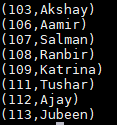 (103,Akshay)
(106,Aamir)
(107,Salman)
(108,Ranbir)
(109,Katrina)
(111,Tushar)
(112,Ajay)
(113,Jubeen)